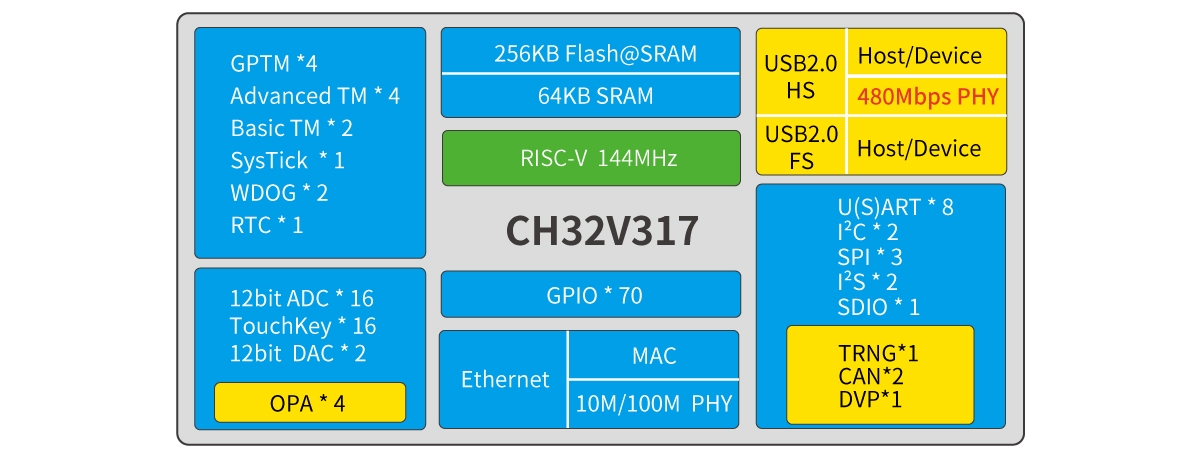 GPTM *4
Advanced TM * 4
Basic TM * 2
SysTick * 1
WDOG * 2
RTC * 1
12bit ADC * 16
TouchKey * 16
12bit DAC * 2
OPA * 4
256KB Flash@SRAM
64KB SRAM
RISC-V 144MHz
CH32V317
GPIO * 70
Ethernet
MAC
10M/100M PHY
USB2.0
HS
Host/Device
480Mbps PHY
USB2.0
FS
Host/Device
U(S)ART * 8
I²C * 2
SPI * 3
I²S * 2
SDIO * 1
TRNG*1
CAN*2
DVP*1